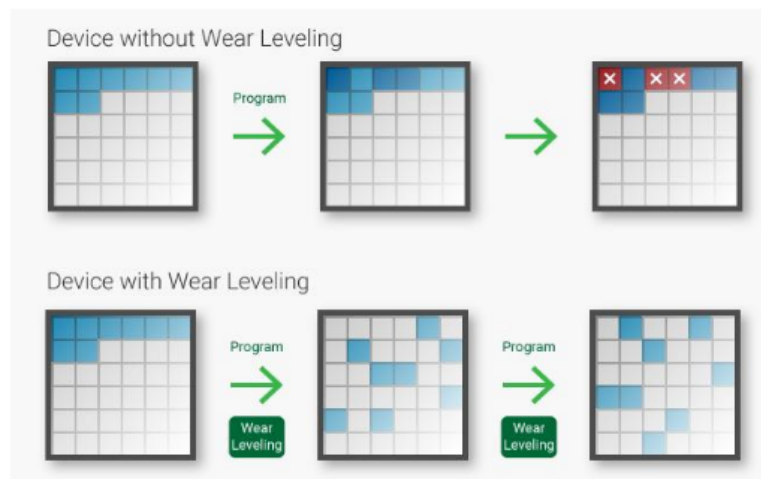 Device without Wear Leveling
Program
× × ×
Device with Wear Leveling
Program
Program
Wear
Leveling
Wear
Leveling